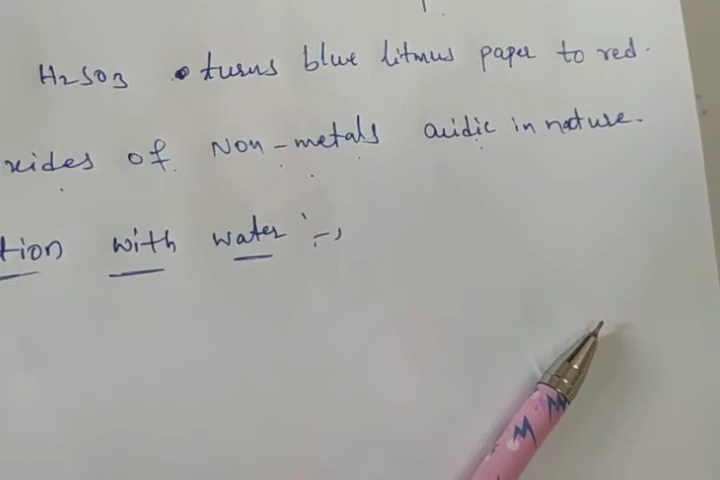 H2SO3 turns blue litmus paper to red.
xides of Non-metals acidic in nature.
tion with water :-